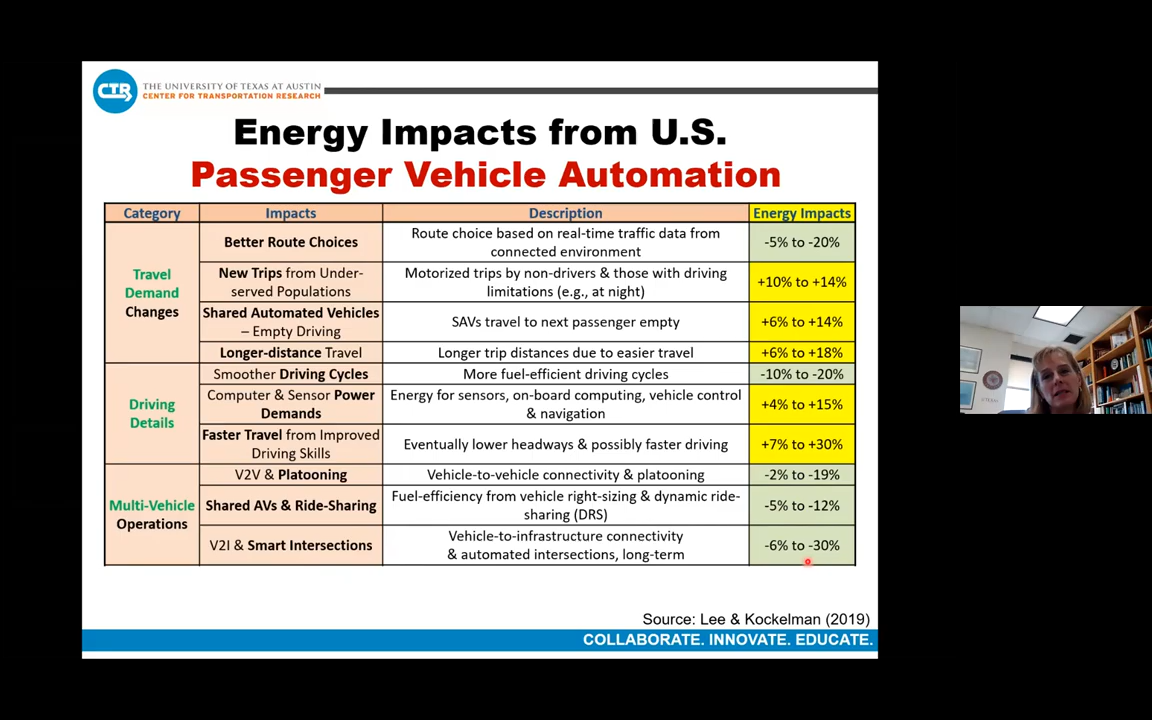 CTR
THE UNIVERSITY OF TEXAS AT AUSTIN
CENTER FOR TRANSPORTATION RESEARCH
Energy Impacts from U.S.
Passenger Vehicle Automation
Category Impacts Description Energy Impacts
Travel
Demand
Changes
Better Route Choices
Route choice based on real-time traffic data from
connected environment
-5% to -20%
New Trips from Under-
served Populations
Motorized trips by non-drivers & those with driving
limitations (e.g., at night)
+10% to +14%
Shared Automated Vehicles
– Empty Driving
SAVs travel to next passenger empty
+6% to +14%
Longer-distance Travel
Longer trip distances due to easier travel
+6% to +18%
Driving
Details
Smoother Driving Cycles
More fuel-efficient driving cycles
-10% to -20%
Computer & Sensor Power
Demands
Energy for sensors, on-board computing, vehicle control
& navigation
+4% to +15%
Faster Travel from Improved
Driving Skills
Eventually lower headways & possibly faster driving
+7% to +30%
Multi-Vehicle
Operations
V2V & Platooning
Vehicle-to-vehicle connectivity & platooning
-2% to -19%
Shared AVs & Ride-Sharing
Fuel-efficiency from vehicle right-sizing & dynamic ride-
sharing (DRS)
-5% to -12%
V2I & Smart Intersections
Vehicle-to-infrastructure connectivity
& automated intersections, long-term
-6% to -30%
Source: Lee & Kockelman (2019)
COLLABORATE. INNOVATE. EDUCATE.